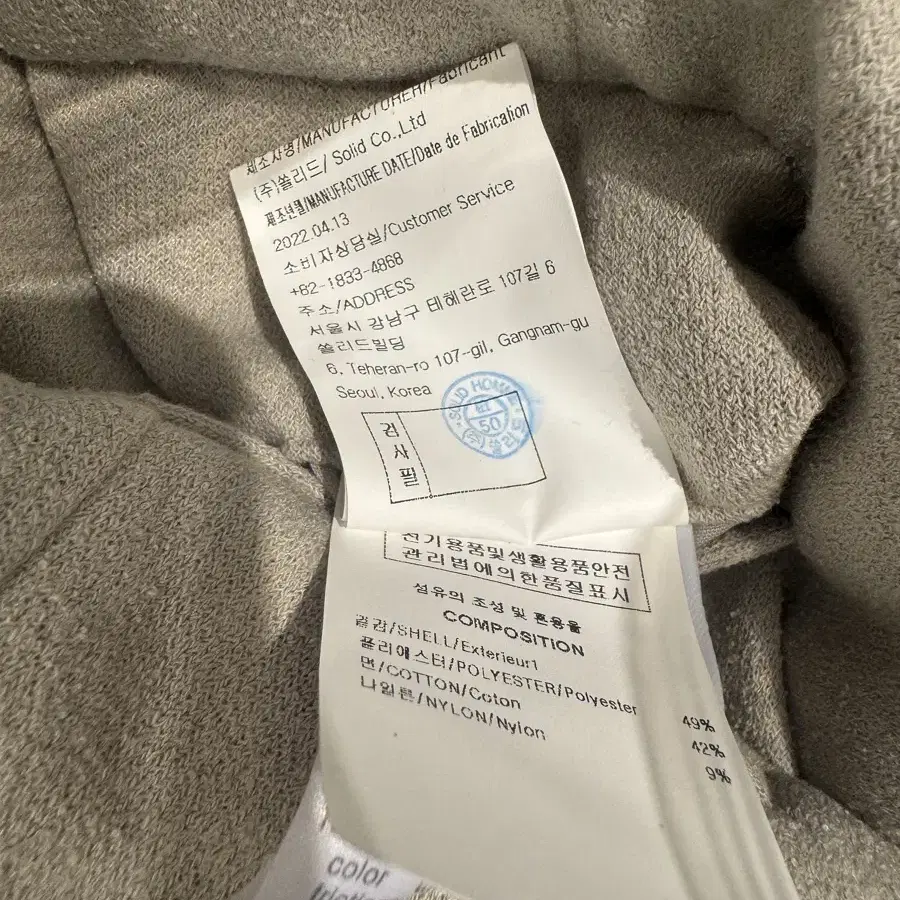 제조사명/MANUFACTURER/Fabricant
(주)쏠리드/ Solid Co.,Ltd
제조년월/MANUFACTURE DATE/Date de Fabrication
2022.04.13
소비자상담실/Customer Service
+82-1833-4868
주소/ADDRESS
서울시 강남구 테헤란로 107길 6
쏠리드빌딩
6, Teheran-ro 107-gil, Gangnam-gu
Seoul, Korea
검사필
SOLID HOMME
50
(주)쏠리드
전기용품및생활용품안전
관리법에의한품질표시
섬유의 조성 및 혼용율
COMPOSITION
겉감/SHELL/Exterieur1
폴리에스터/POLYESTER/Polyester 49%
면/COTTON/Coton 42%
나일론/NYLON/Nylon 9%
color